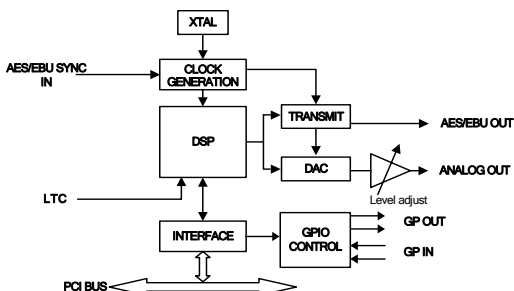 XTAL
AES/EBU SYNC
IN
CLOCK
GENERATION
TRANSMIT
AES/EBU OUT
DSP
DAC
ANALOG OUT
Level adjust
LTC
GP OUT
INTERFACE
GPIO
CONTROL
GP IN
PCI BUS